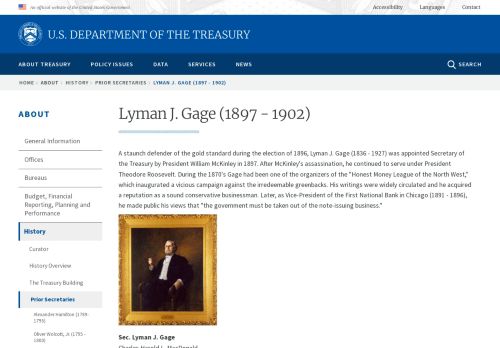 An official website of the United States Government
Accessibility Languages Contact
U.S. DEPARTMENT OF THE TREASURY
ABOUT TREASURY POLICY ISSUES DATA SERVICES NEWS SEARCH
HOME ABOUT HISTORY PRIOR SECRETARIES LYMAN J. GAGE (1897 - 1902)
ABOUT
General Information
Offices
Bureaus
Budget, Financial
Reporting, Planning and
Performance
History
Curator
History Overview
The Treasury Building
Prior Secretaries
Alexander Hamilton (1789-
1795)
Oliver Wolcott, Jr. (1795 -
1800)
Lyman J. Gage (1897 - 1902)
A staunch defender of the gold standard during the election of 1896, Lyman J. Gage (1836 - 1927) was appointed Secretary of
the Treasury by President William McKinley in 1897. After McKinley's assassination, he continued to serve under President
Theodore Roosevelt. During the 1870's Gage had been one of the organizers of the "Honest Money League of the North West,"
which inaugurated a vicious campaign against the irredeemable greenbacks. His writings were widely circulated and he acquired
a reputation as a sound conservative businessman. Later, as Vice-President of the First National Bank in Chicago (1891 - 1896),
he made public his views that "the government must be taken out of the note-issuing business."
Sec. Lyman J. Gage